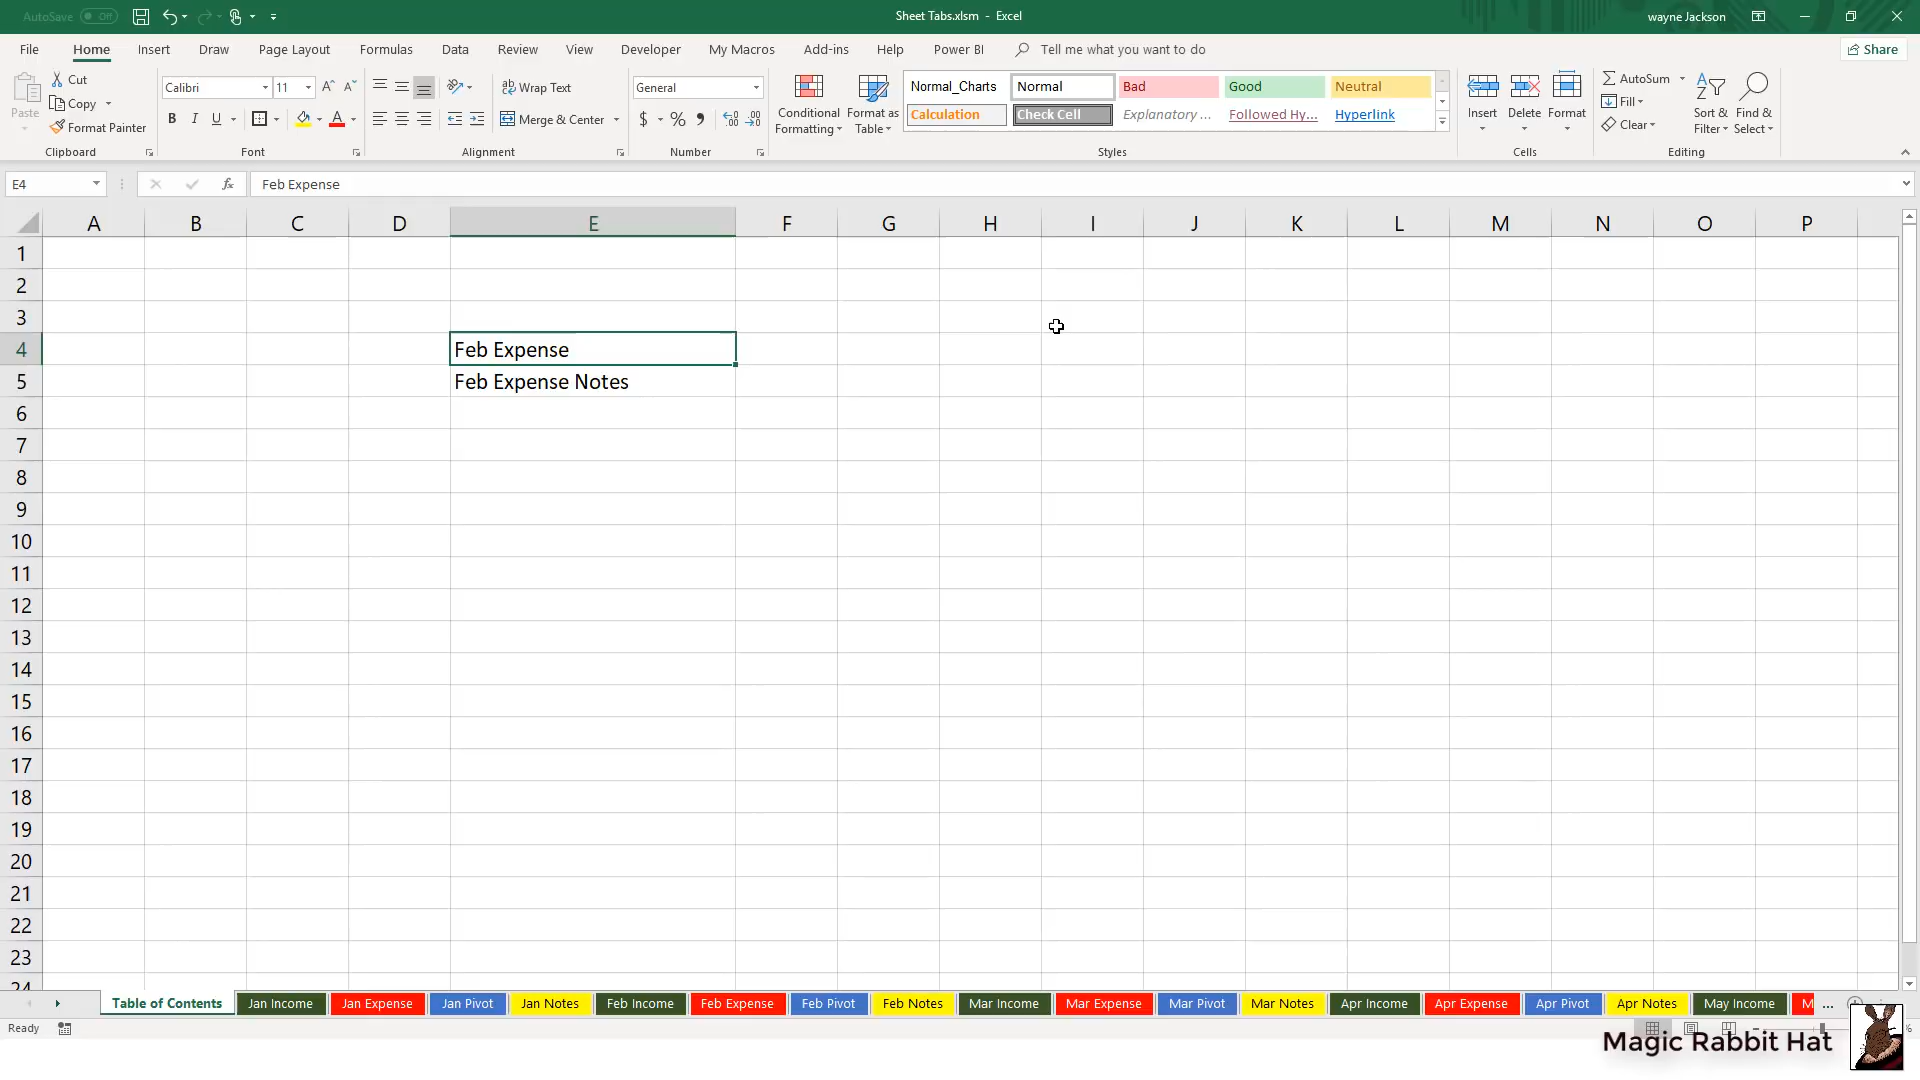 AutoSave Off Sheet Tabs.xlsm - Excel wayne Jackson
File Home Insert Draw Page Layout Formulas Data Review View Developer My Macros Add-ins Help Power BI Tell me what you want to do Share
Paste Cut Copy Format Painter Clipboard
Calibri 11 A A B I U A Font
Wrap Text Merge & Center Alignment
General $ % Number
Conditional Formatting Format as Table
Normal_Charts Normal Bad Good Neutral
Calculation Check Cell Explanatory ... Followed Hy... Hyperlink
Styles
Insert Delete Format Cells
AutoSum Fill Clear Sort & Filter Find & Select Editing
E4 fx Feb Expense
A B C D E F G H I J K L M N O P
1
2
3
4 Feb Expense
5 Feb Expense Notes
6
7
8
9
10
11
12
13
14
15
16
17
18
19
20
21
22
23
24
Table of Contents Jan Income Jan Expense Jan Pivot Jan Notes Feb Income Feb Expense Feb Pivot Feb Notes Mar Income Mar Expense Mar Pivot Mar Notes Apr Income Apr Expense Apr Pivot Apr Notes May Income M ...
Ready %
Magic Rabbit Hat